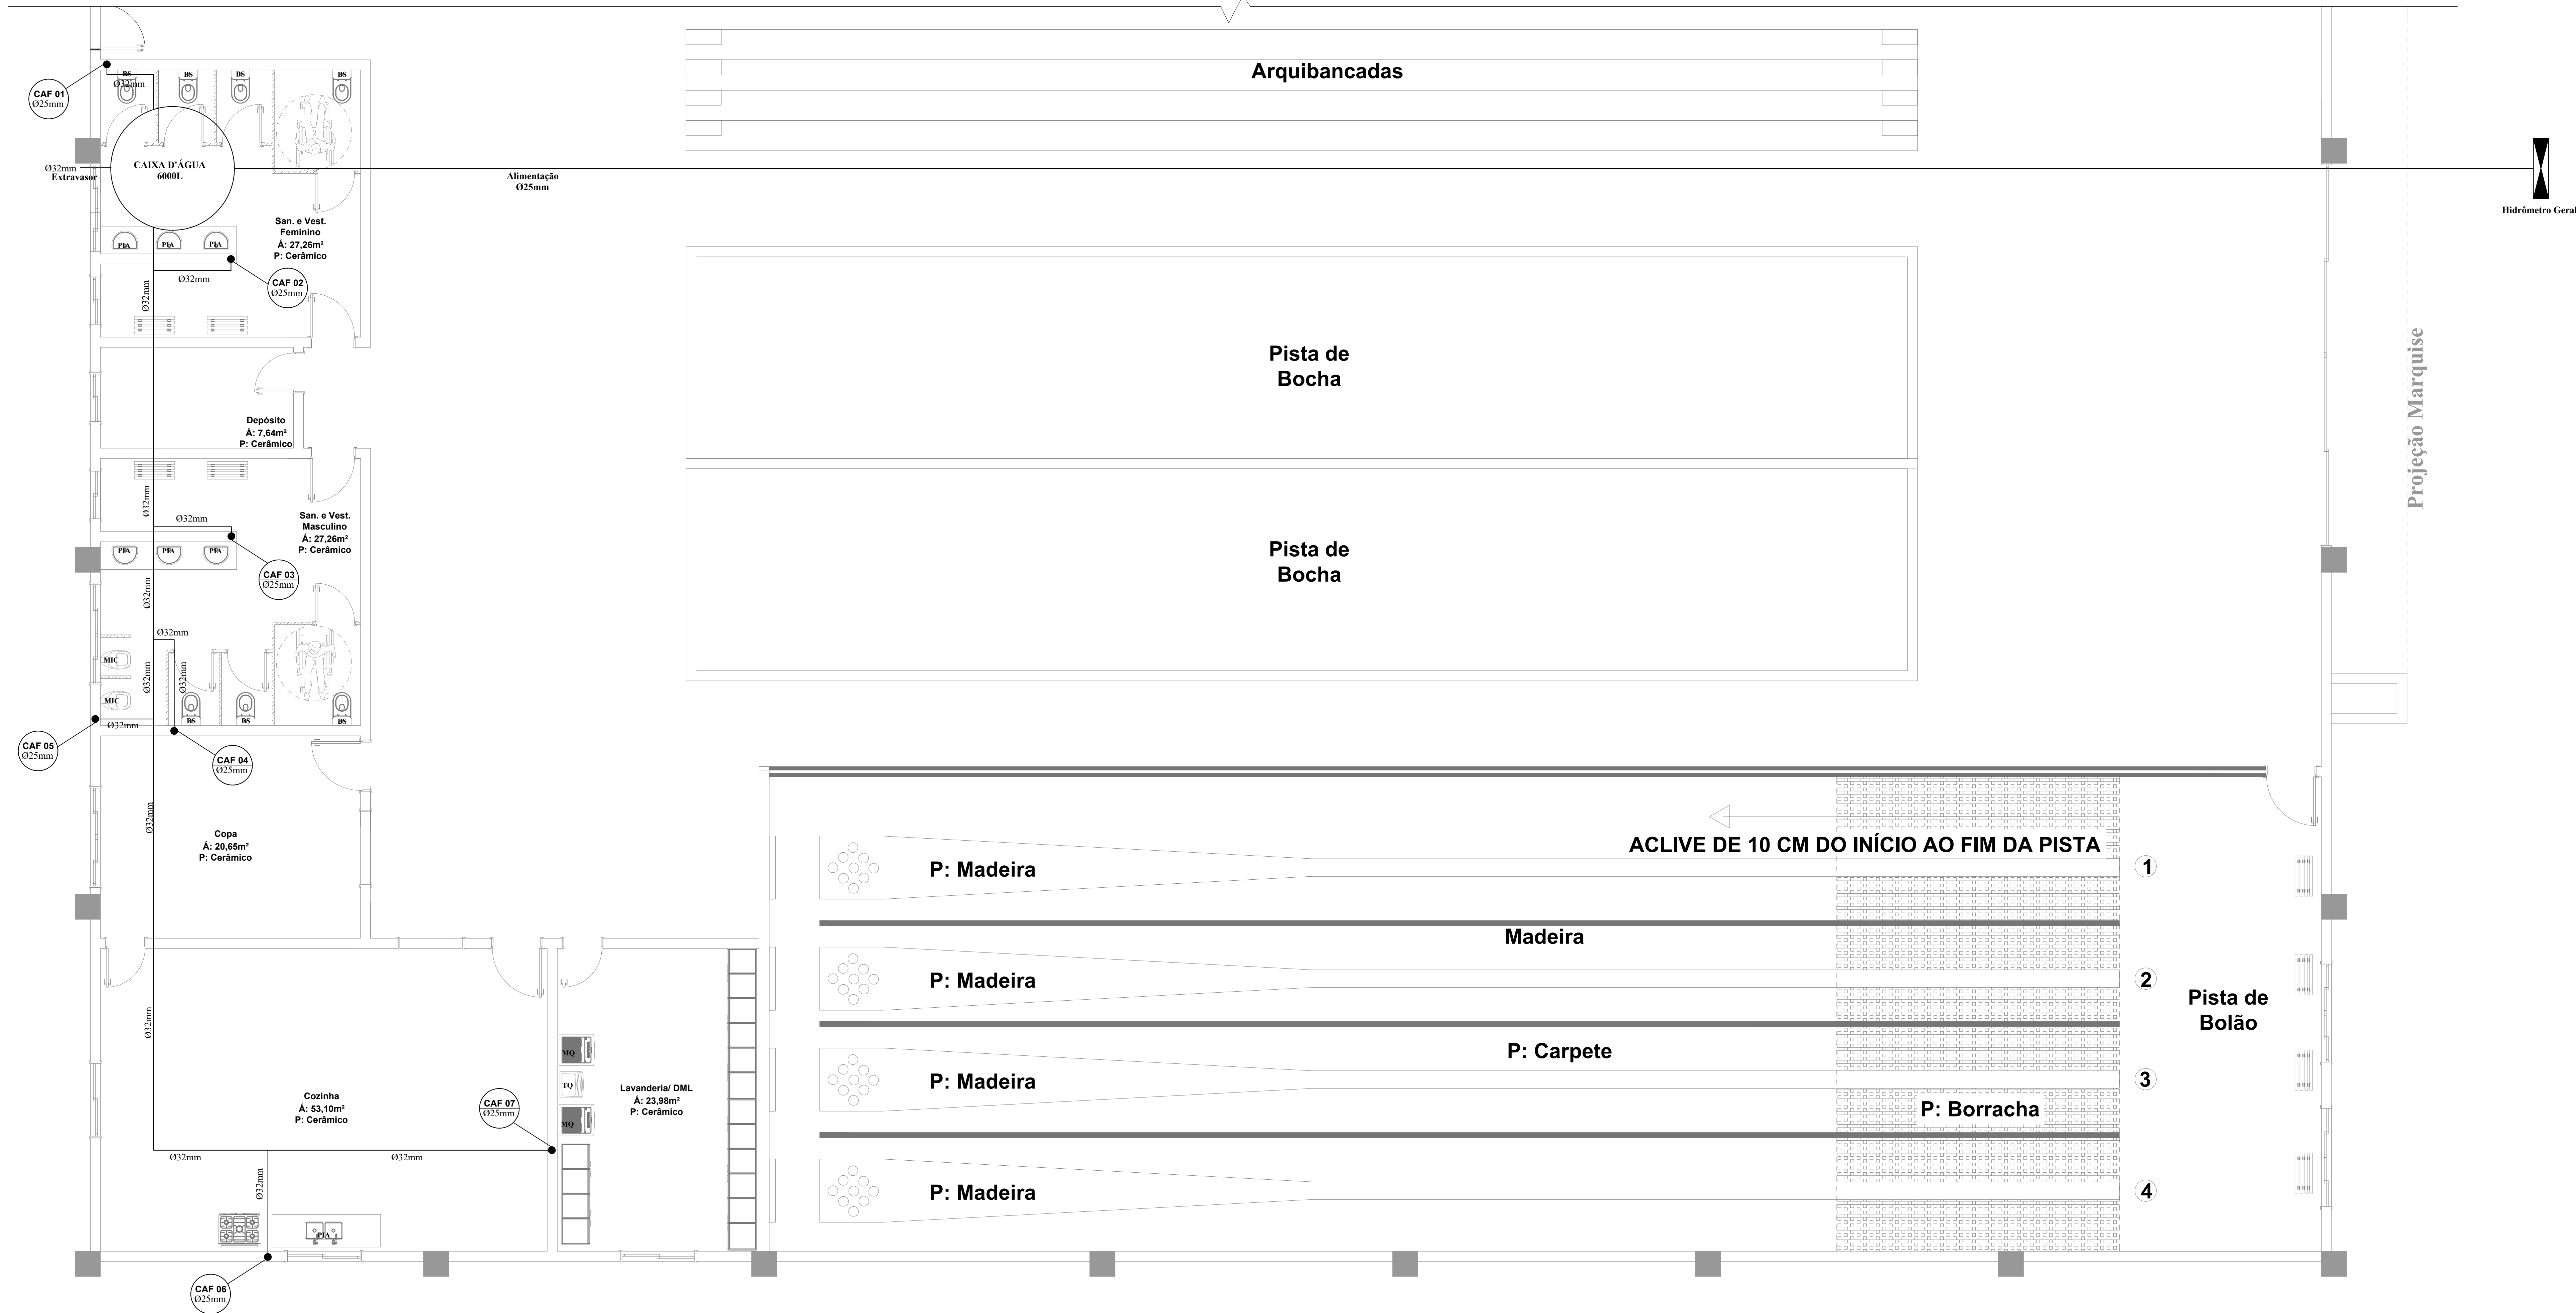 Arquibancadas
BS
BS
BS
BS
Ø32mm
CAF 01
Ø25mm
CAIXA D'ÁGUA
6000L
Ø32mm
Extravasor
Alimentação
Ø25mm
Hidrômetro Geral
San. e Vest.
Feminino
Á: 27,26m²
P: Cerâmico
PIA
PIA
PIA
Ø32mm
CAF 02
Ø25mm
Ø32mm
Pista de
Bocha
Projeção Marquise
Depósito
Á: 7,64m²
P: Cerâmico
Ø32mm
Ø32mm
San. e Vest.
Masculino
Á: 27,26m²
P: Cerâmico
PIA
PIA
PIA
CAF 03
Ø25mm
Pista de
Bocha
Ø32mm
Ø32mm
MIC
MIC
Ø32mm
Ø32mm
BS
BS
BS
Ø32mm
CAF 05
Ø25mm
CAF 04
Ø25mm
Ø32mm
Copa
Á: 20,65m²
P: Cerâmico
ACLIVE DE 10 CM DO INÍCIO AO FIM DA PISTA
P: Madeira
1
Madeira
P: Madeira
2
Pista de
Bolão
Ø32mm
MQ
TQ
MQ
Lavanderia/ DML
Á: 23,98m²
P: Cerâmico
Cozinha
Á: 53,10m²
P: Cerâmico
CAF 07
Ø25mm
P: Carpete
P: Madeira
3
P: Borracha
Ø32mm
Ø32mm
Ø32mm
P: Madeira
4
PIA
CAF 06
Ø25mm